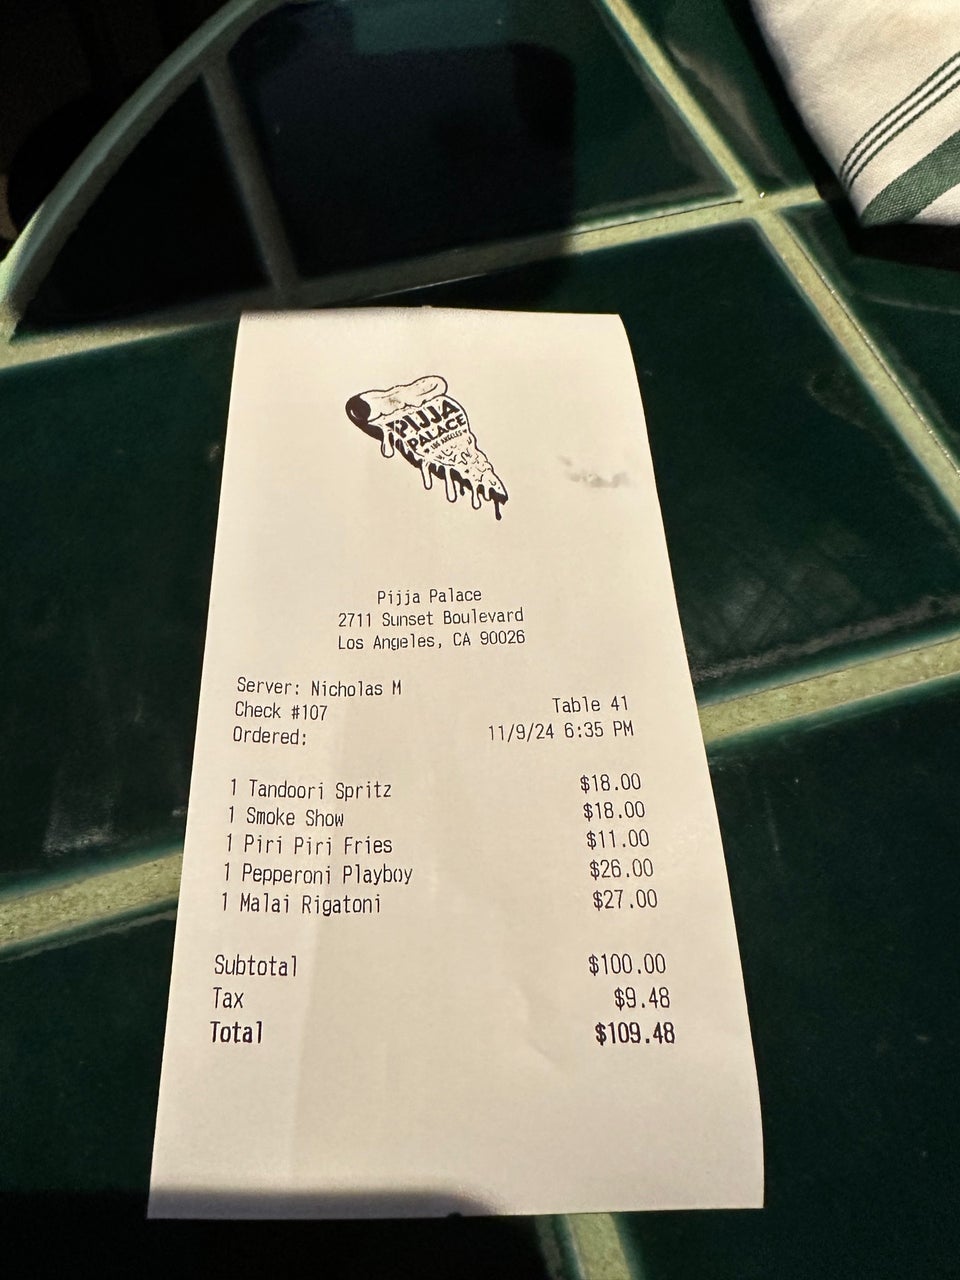 PIJJA
PALACE
LOS ANGELES
Pijja Palace
2711 Sunset Boulevard
Los Angeles, CA 90026
Server: Nicholas M
Check #107 Table 41
Ordered: 11/9/24 6:35 PM
1 Tandoori Spritz $18.00
1 Smoke Show $18.00
1 Piri Piri Fries $11.00
1 Pepperoni Playboy $26.00
1 Malai Rigatoni $27.00
Subtotal $100.00
Tax $9.48
Total $109.48